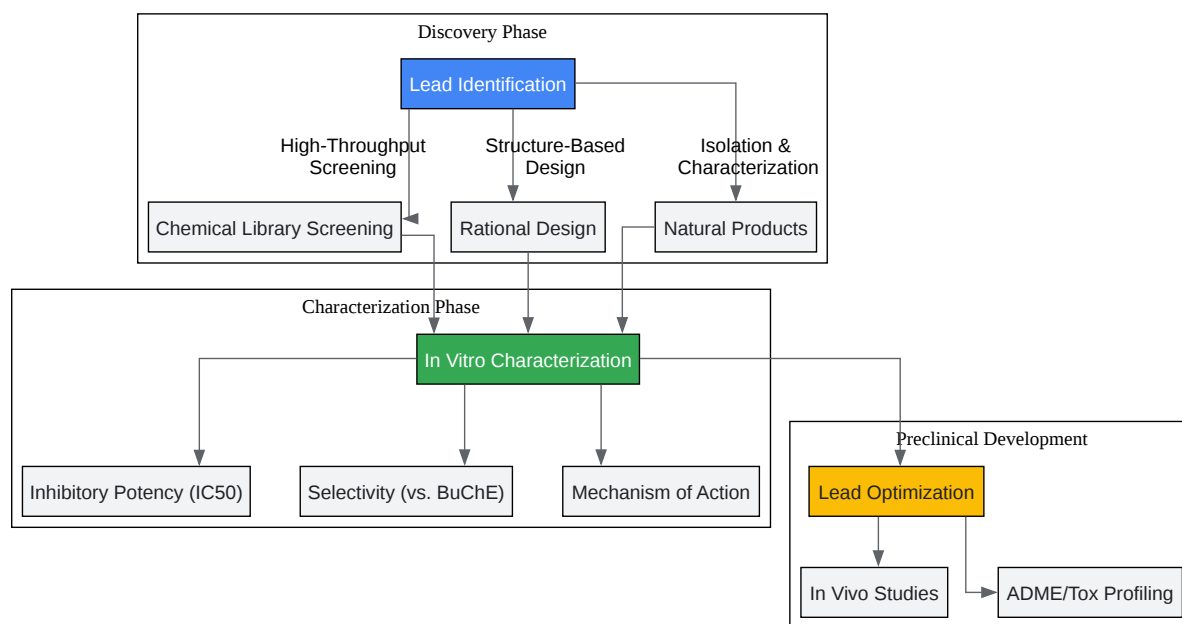 Discovery Phase
Lead Identification
High-Throughput
Screening
Structure-Based
Design
Isolation &
Characterization
Chemical Library Screening
Rational Design
Natural Products
Characterization Phase
In Vitro Characterization
Inhibitory Potency (IC50)
Selectivity (vs. BuChE)
Mechanism of Action
Preclinical Development
Lead Optimization
In Vivo Studies
ADME/Tox Profiling